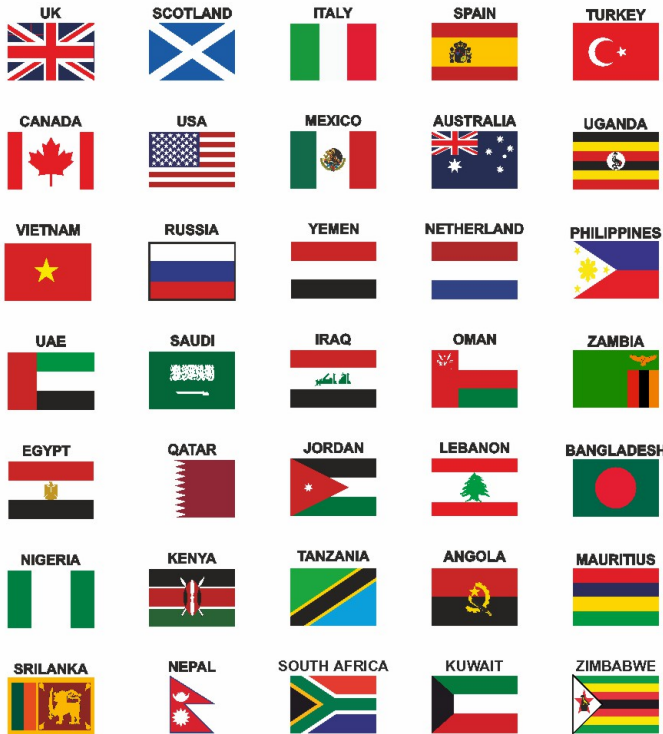 UK
SCOTLAND
ITALY
SPAIN
TURKEY
CANADA
USA
MEXICO
AUSTRALIA
UGANDA
VIETNAM
RUSSIA
YEMEN
NETHERLAND
PHILIPPINES
UAE
SAUDI
IRAQ
OMAN
ZAMBIA
EGYPT
QATAR
JORDAN
LEBANON
BANGLADESH
NIGERIA
KENYA
TANZANIA
ANGOLA
MAURITIUS
SRILANKA
NEPAL
SOUTH AFRICA
KUWAIT
ZIMBABWE